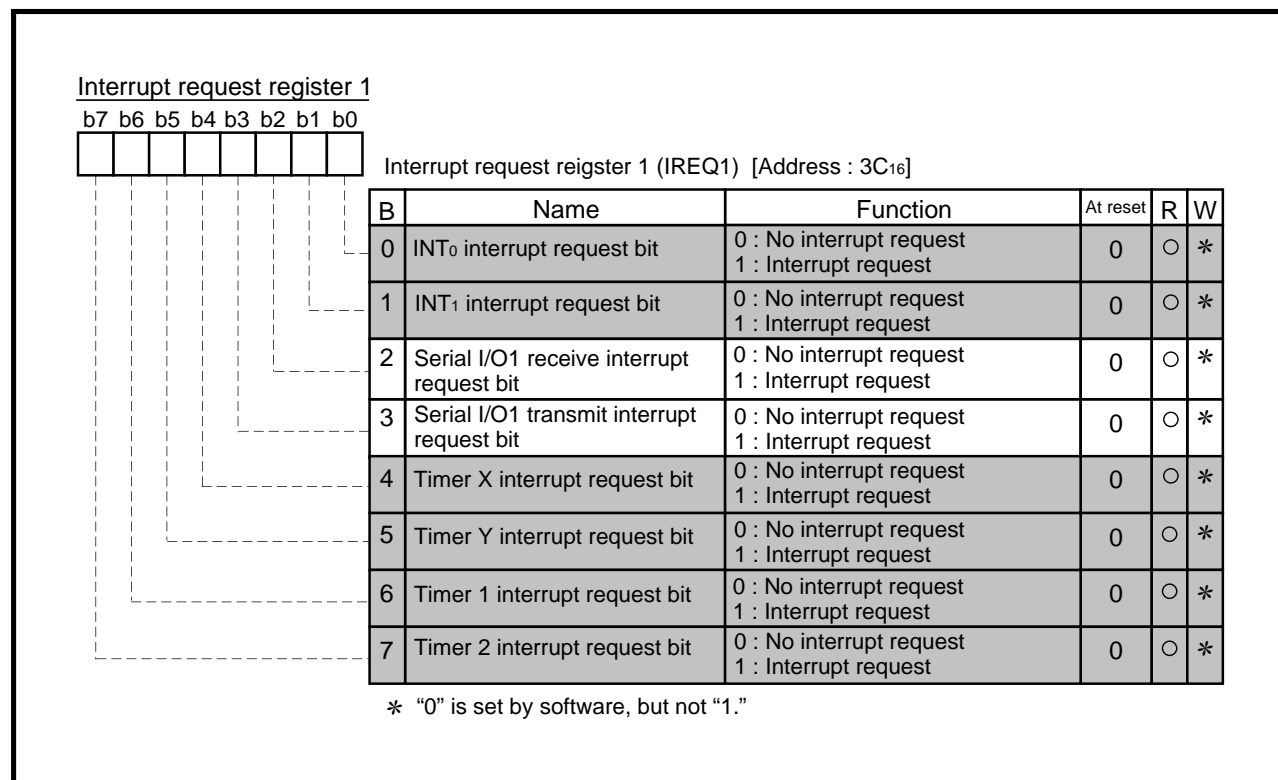 Interrupt request register 1
b7 b6 b5 b4 b3 b2 b1 b0
Interrupt request reigster 1 (IREQ1) [Address : 3C₁₆]
B Name Function At reset R W
0 INT₀ interrupt request bit 0 : No interrupt request 0 ○ *
1 : Interrupt request
1 INT₁ interrupt request bit 0 : No interrupt request 0 ○ *
1 : Interrupt request
2 Serial I/O1 receive interrupt 0 : No interrupt request 0 ○ *
request bit 1 : Interrupt request
3 Serial I/O1 transmit interrupt 0 : No interrupt request 0 ○ *
request bit 1 : Interrupt request
4 Timer X interrupt request bit 0 : No interrupt request 0 ○ *
1 : Interrupt request
5 Timer Y interrupt request bit 0 : No interrupt request 0 ○ *
1 : Interrupt request
6 Timer 1 interrupt request bit 0 : No interrupt request 0 ○ *
1 : Interrupt request
7 Timer 2 interrupt request bit 0 : No interrupt request 0 ○ *
1 : Interrupt request
* “0” is set by software, but not “1.”